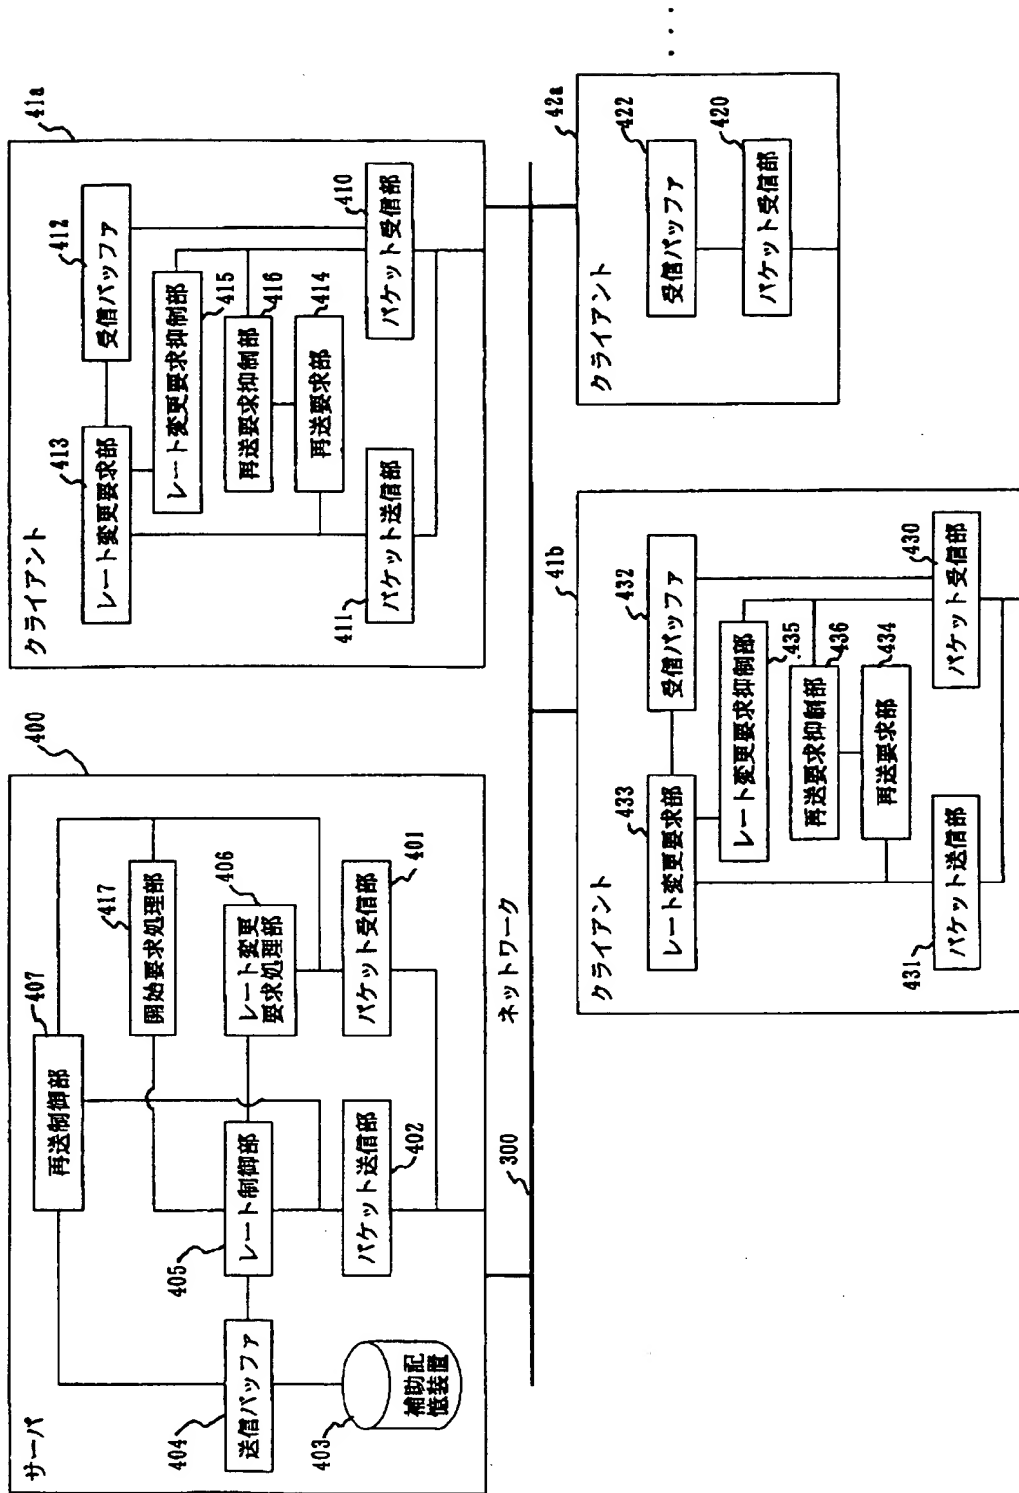 サーバ
400
再送制御部
407
開始要求処理部
417
レート変更
要求処理部
406
パケット受信部
401
送信バッファ
404
レート制御部
405
パケット送信部
402
補助記
憶装置
403
クライアント
41a
レート変更要求部
413
受信バッファ
412
レート変更要求抑制部
415
再送要求抑制部
416
再送要求部
414
パケット送信部
411
パケット受信部
410
300
ネットワーク
クライアント
41b
レート変更要求部
433
受信バッファ
432
レート変更要求抑制部
435
再送要求抑制部
436
再送要求部
434
パケット送信部
431
パケット受信部
430
クライアント
42a
受信バッファ
422
パケット受信部
420
・・・